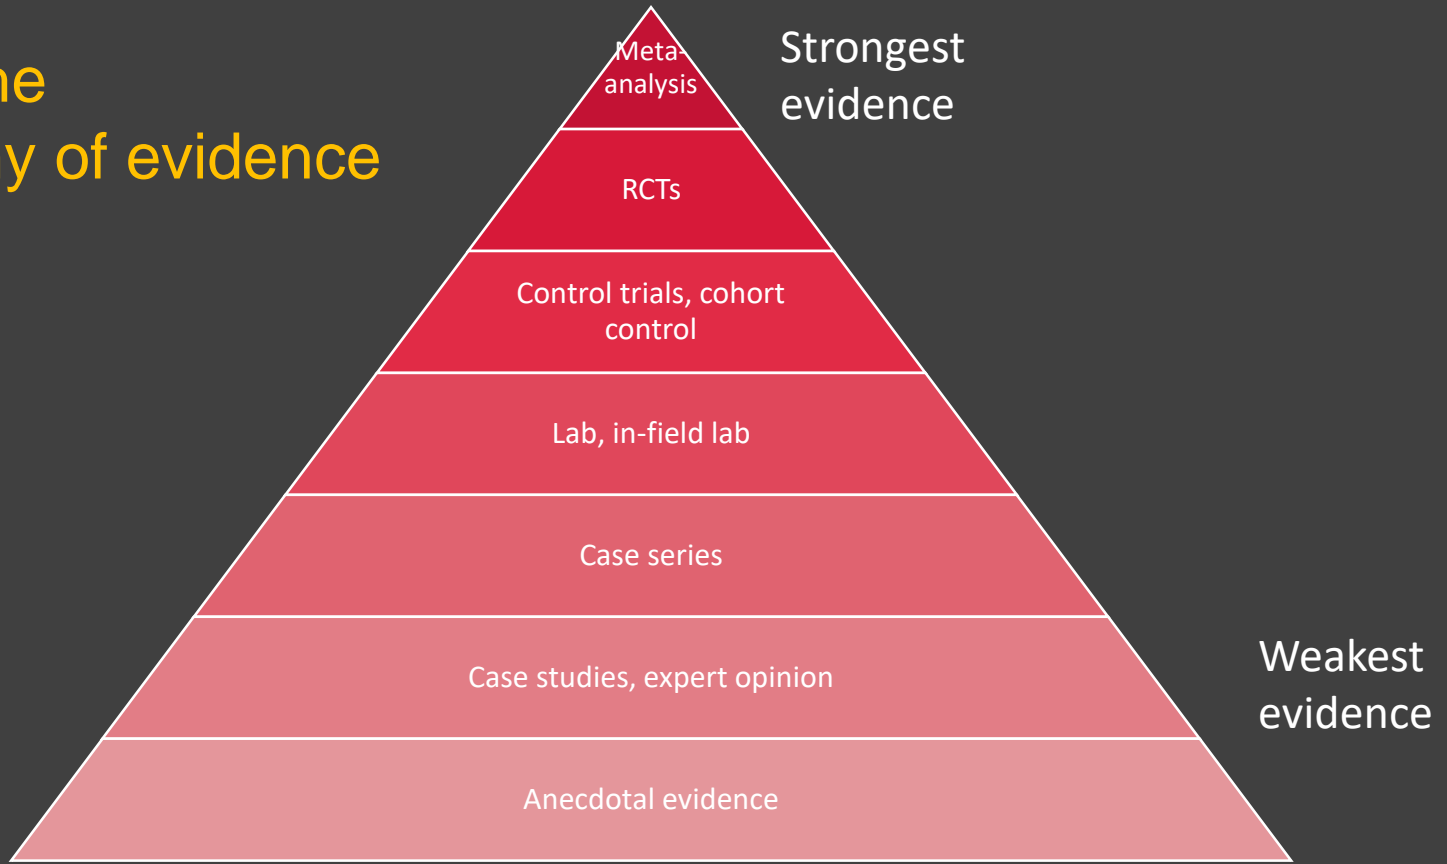 of evidence
Meta-
analysis
Strongest
evidence
RCTs
Control trials, cohort
control
Lab, in-field lab
Case series
Case studies, expert opinion
Weakest
evidence
Anecdotal evidence